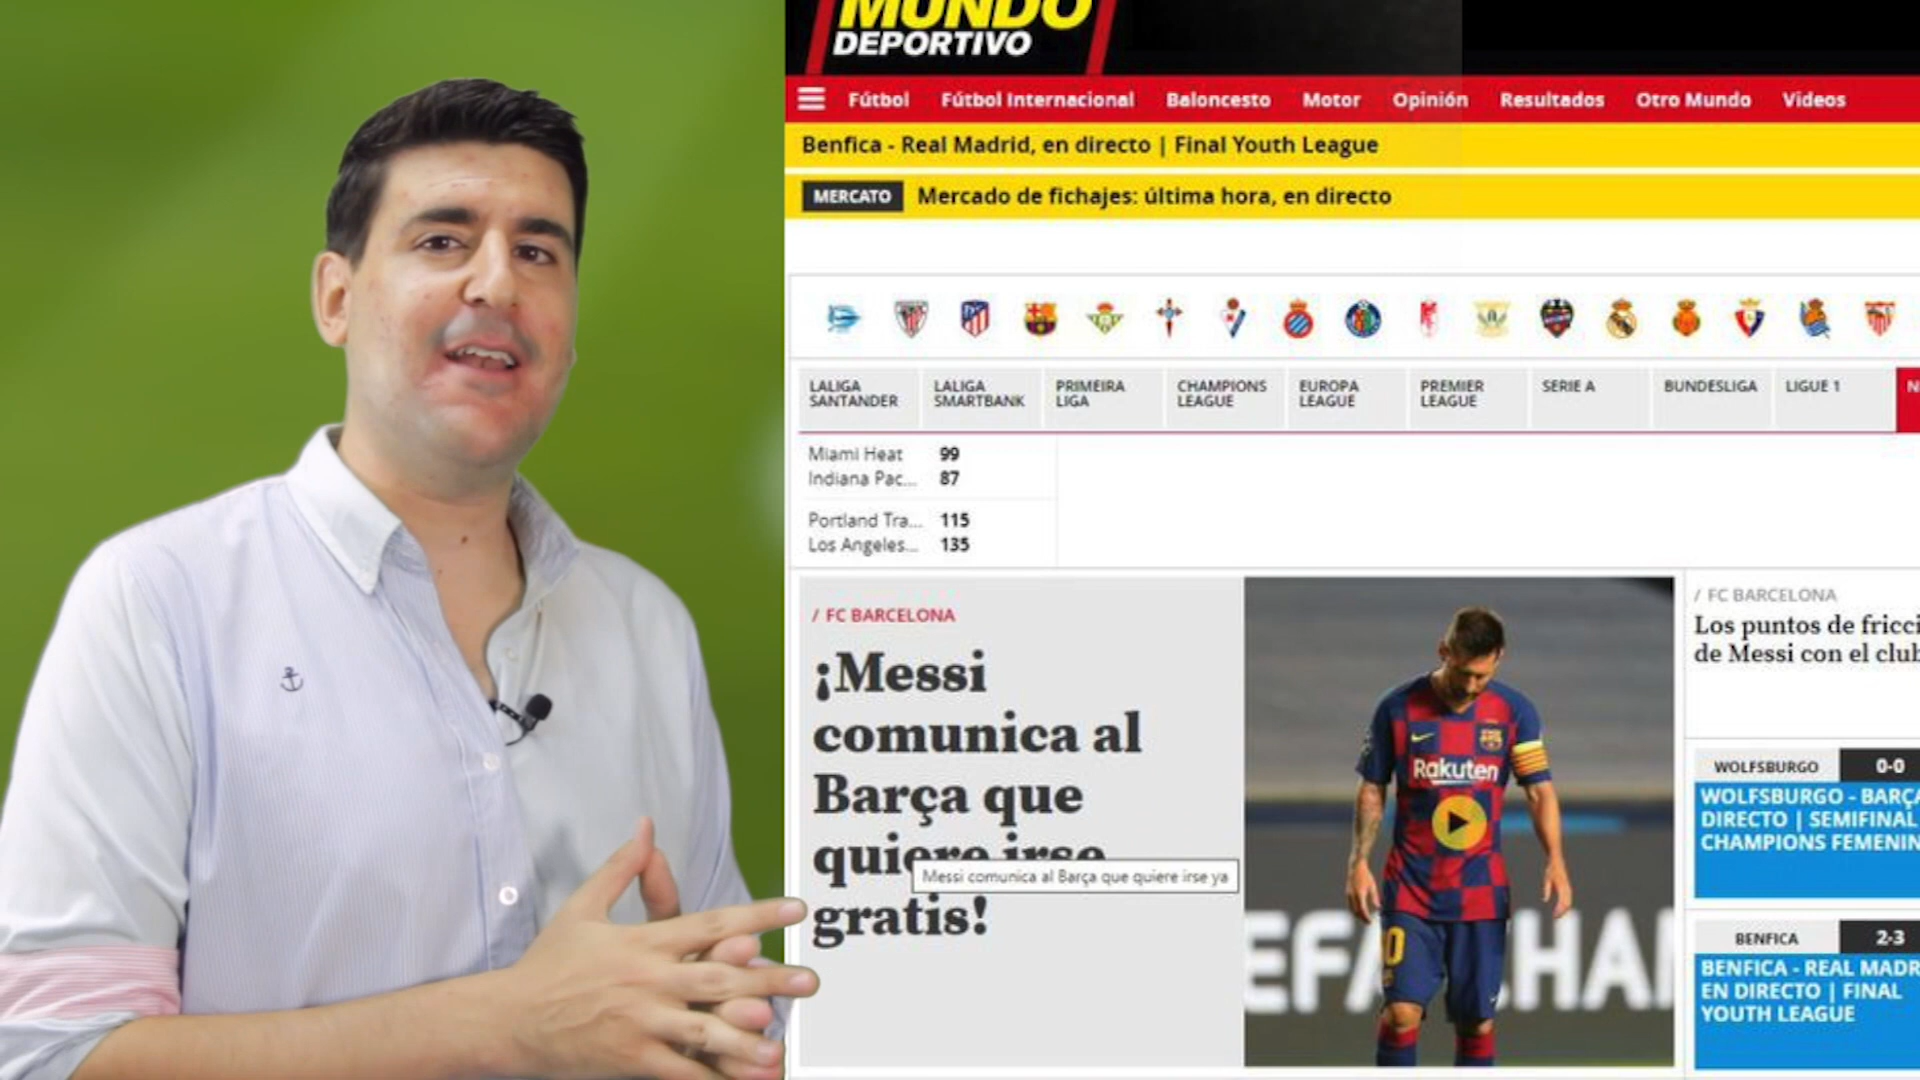 MUNDO
DEPORTIVO
Fútbol Fútbol Internacional Baloncesto Motor Opinión Resultados Otro Mundo Videos
Benfica - Real Madrid, en directo | Final Youth League
MERCATO Mercado de fichajes: última hora, en directo
LALIGA
SANTANDER
LALIGA
SMARTBANK
PRIMEIRA
LIGA
CHAMPIONS
LEAGUE
EUROPA
LEAGUE
PREMIER
LEAGUE
SERIE A
BUNDESLIGA
LIGUE 1
N
Miami Heat 99
Indiana Pac... 87
Portland Tra... 115
Los Angeles... 135
/ FC BARCELONA
¡Messi
comunica al
Barça que
quiere irse
gratis!
Messi comunica al Barça que quiere irse ya
Rakuten
EFA CHA
/ FC BARCELONA
Los puntos de fricci
de Messi con el club
WOLFSBURGO 0-0
WOLFSBURGO - BARÇA
DIRECTO | SEMIFINAL
CHAMPIONS FEMENIN
BENFICA 2-3
BENFICA - REAL MADR
EN DIRECTO | FINAL
YOUTH LEAGUE